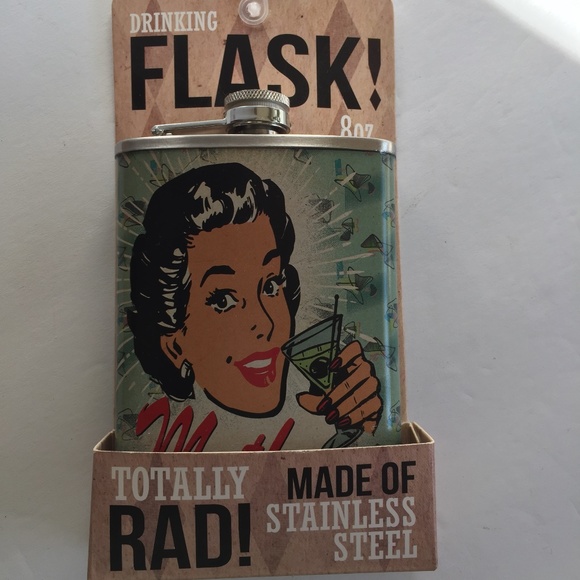 DRINKING
FLASK!
8oz
TOTALLY
RAD!
MADE OF
STAINLESS
STEEL